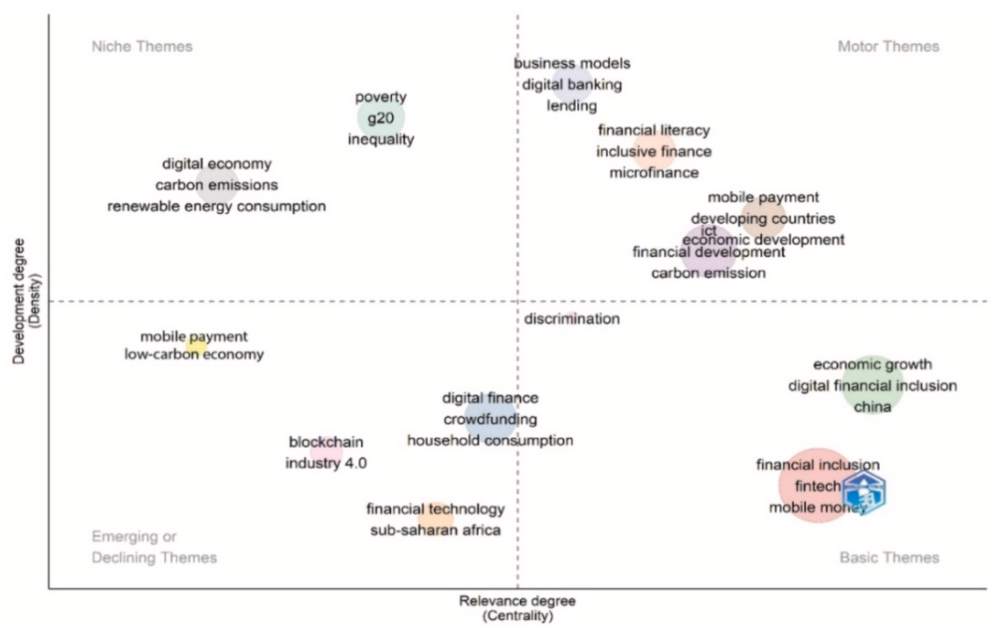 Niche Themes
Motor Themes
business models
digital banking
lending
poverty
g20
inequality
financial literacy
inclusive finance
microfinance
digital economy
carbon emissions
renewable energy consumption
mobile payment
developing countries
economic development
ict
financial development
carbon emission
Development degree
(Density)
discrimination
mobile payment
low-carbon economy
economic growth
digital financial inclusion
china
digital finance
crowdfunding
household consumption
blockchain
industry 4.0
financial inclusion
fintech
mobile money
financial technology
sub-saharan africa
Emerging or
Declining Themes
Basic Themes
Relevance degree
(Centrality)